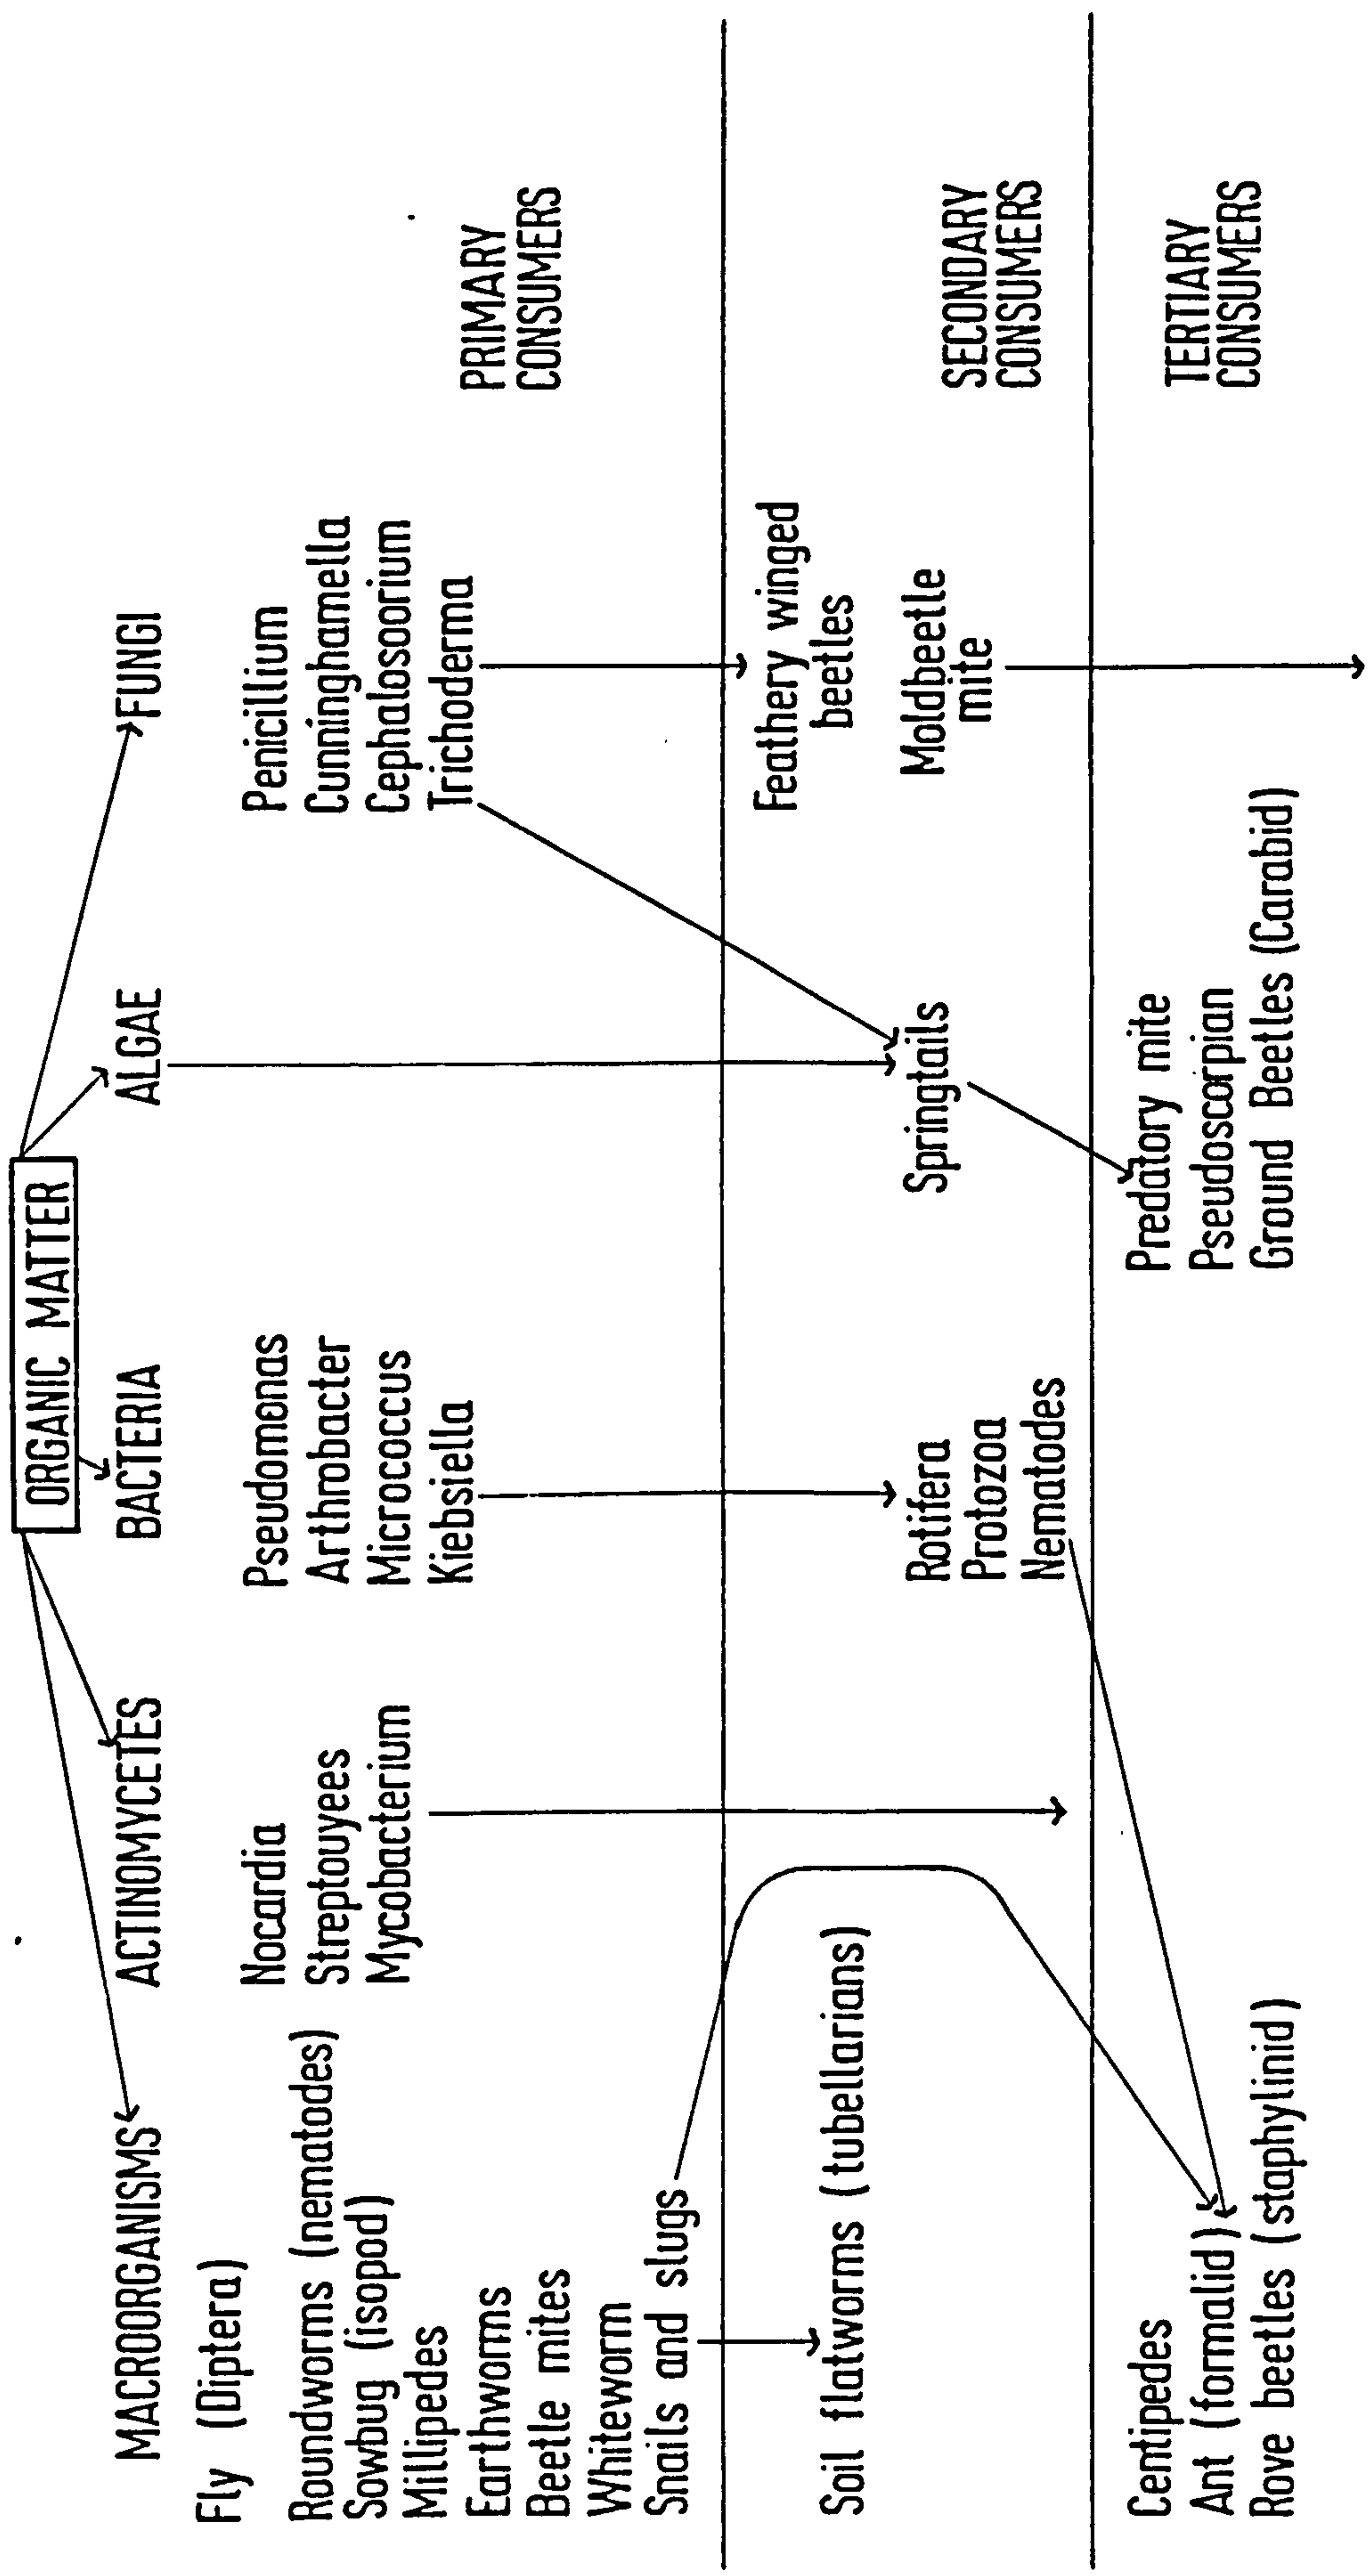 ORGANIC MATTER
MACROORGANISMS
ACTINOMYCETES
BACTERIA
ALGAE
FUNGI
Fly (Diptera)
Roundworms (nematodes)
Sowbug (isopod)
Millipedes
Earthworms
Beetle mites
Whiteworm
Snails and slugs
Nocardia
Streptouyees
Mycobacterium
Pseudomonas
Arthrobacter
Micrococcus
Kiebsiella
Penicilium
Cunninghamella
Cephalosoorium
Trichoderma
PRIMARY
CONSUMERS
Soil flatworms (tubellarians)
Rotifera
Protozoa
Nematodes
Springtails
Feathery winged
beetles
Moldbeetle
mite
SECONDARY
CONSUMERS
Centipedes
Ant (formalid)
Rove beetles (staphylinid)
Predatory mite
Pseudoscorpian
Ground Beetles (Carabid)
TERTIARY
CONSUMERS